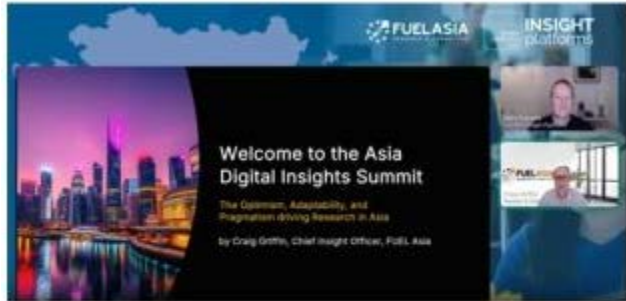 FUELASIA
INSIGHT
platforms
Welcome to the Asia
Digital Insights Summit
The Optimism, Adaptability, and
Pragmatism driving Research in Asia
by Craig Griffin, Chief Insight Officer, FUEL Asia
FUEL